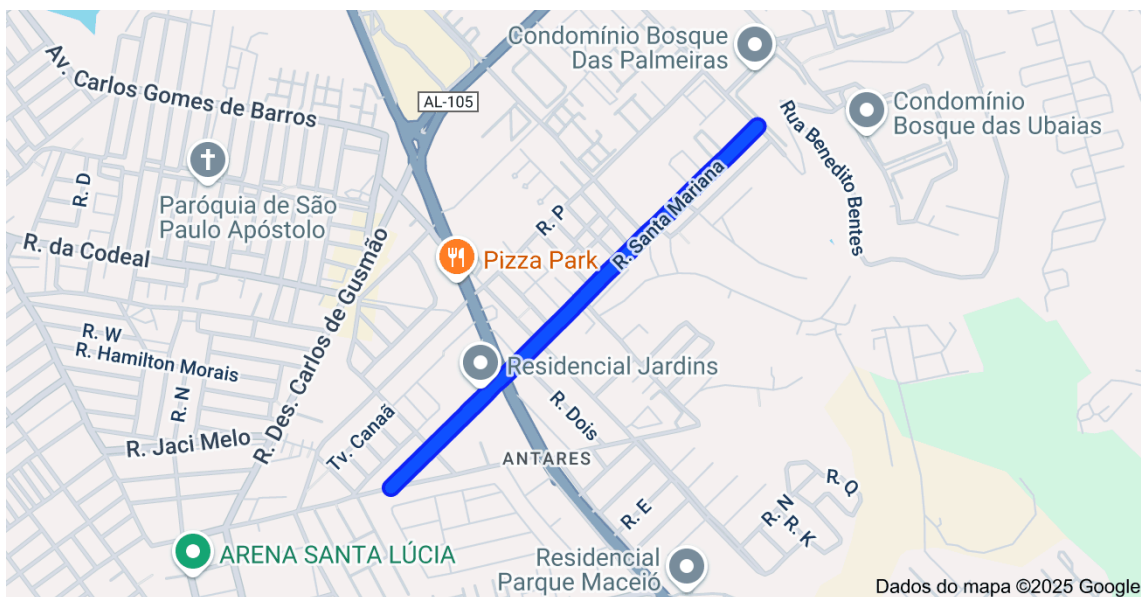 Condomínio Bosque
Das Palmeiras
Av. Carlos Gomes de Barros
AL-105
Condomínio
Bosque das Ubaias
Rua Benedito Bentes
R. D
Paróquia de São
Paulo Apóstolo
R. Santa Mariana
R. P
R. da Codeal
Pizza Park
R. Des. Carlos de Gusmão
R. W
R. Hamilton Morais
Residencial Jardins
R. N
R. Dois
R. Jaci Melo
Tv. Canaã
ANTARES
R. Q
R. N
R. K
R. E
ARENA SANTA LÚCIA
Residencial
Parque Maceió
Dados do mapa ©2025 Google